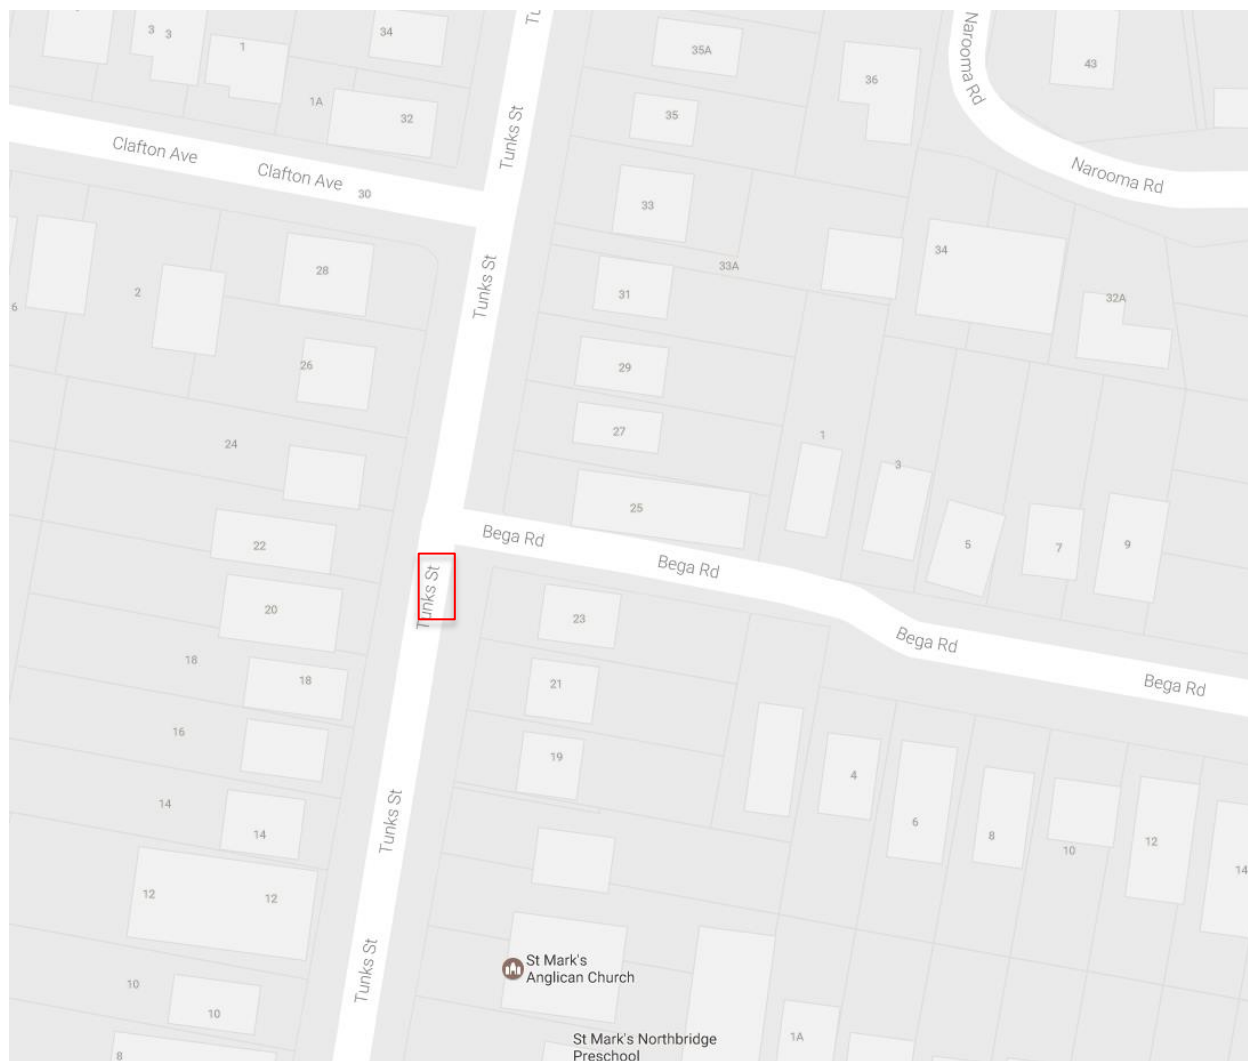 3
3
1
34
Tu
35A
Narooma Rd
43
36
1A
32
35
Tunks St
Clafton Ave
Clafton Ave
30
Narooma Rd
33
34
28
33A
2
Tunks St
31
32A
6
26
29
24
27
1
3
25
22
Bega Rd
5
7
9
Bega Rd
Tunks St
20
23
Bega Rd
18
18
21
Bega Rd
16
19
4
14
14
Tunks St
6
8
10
12
14
12
12
Tunks St
St Mark's
Anglican Church
10
10
St Mark's Northbridge
Preschool
1A
8